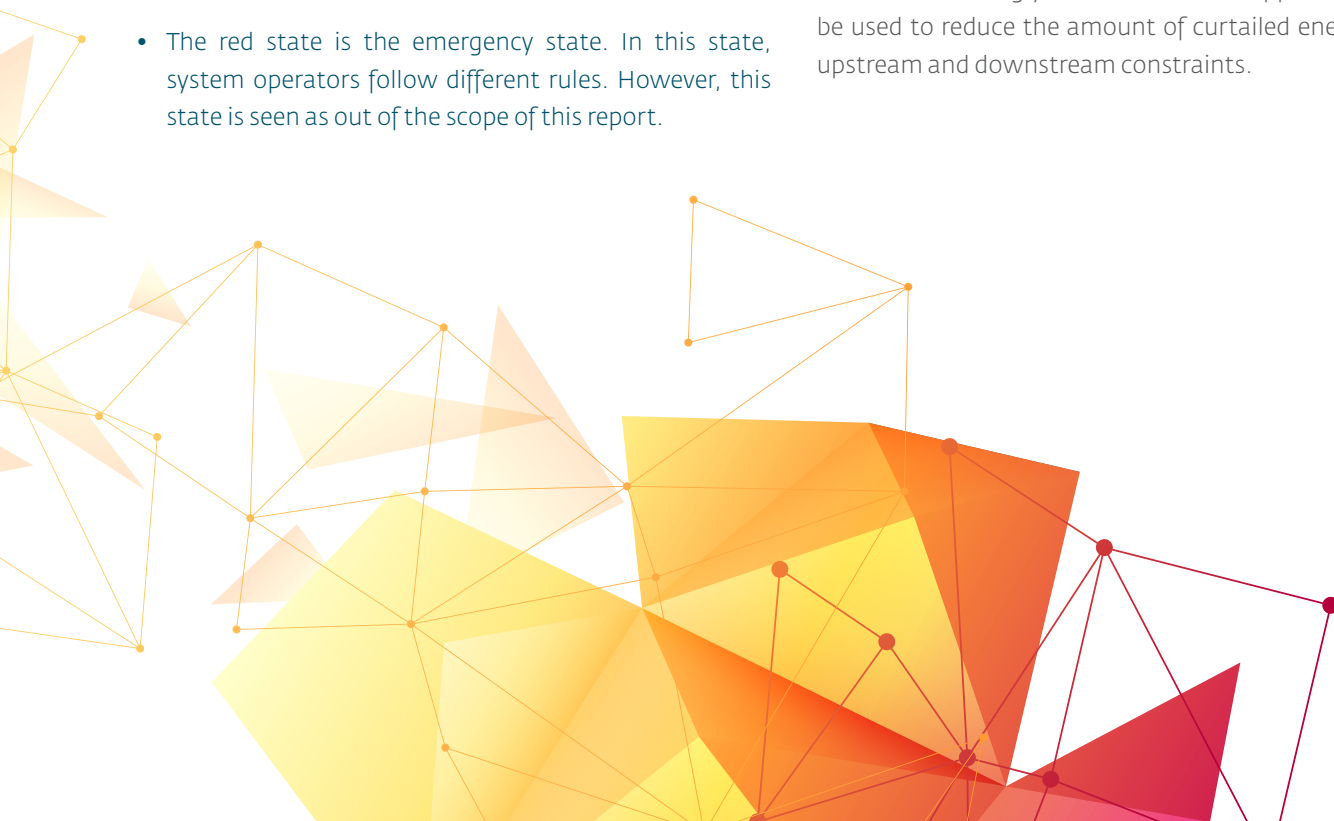 • The red state is the emergency state. In this state,
system operators follow different rules. However, this
state is seen as out of the scope of this report.
be used to reduce the amount of curtailed ene
upstream and downstream constraints.